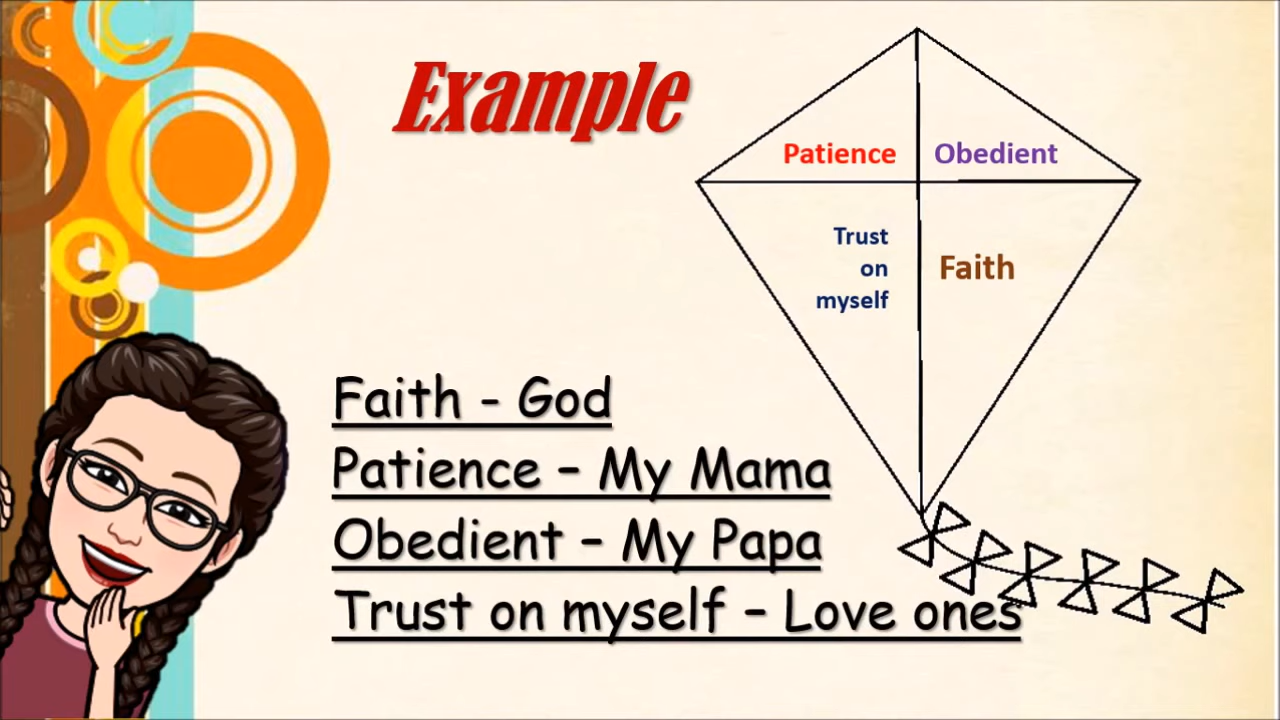 Example
Patience
Obedient
Trust
on
myself
Faith
Faith - God
Patience – My Mama
Obedient – My Papa
Trust on myself – Love ones